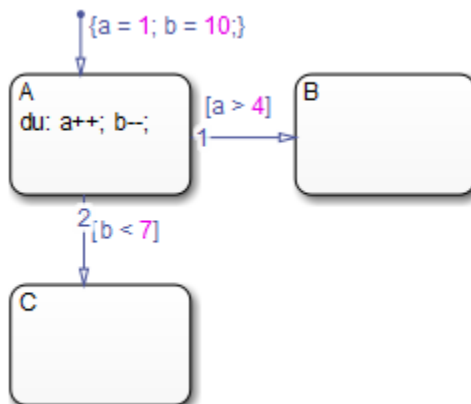 {a = 1; b = 10;}
A
du: a++; b--;
1
[a > 4]
B
2
[b < 7]
C